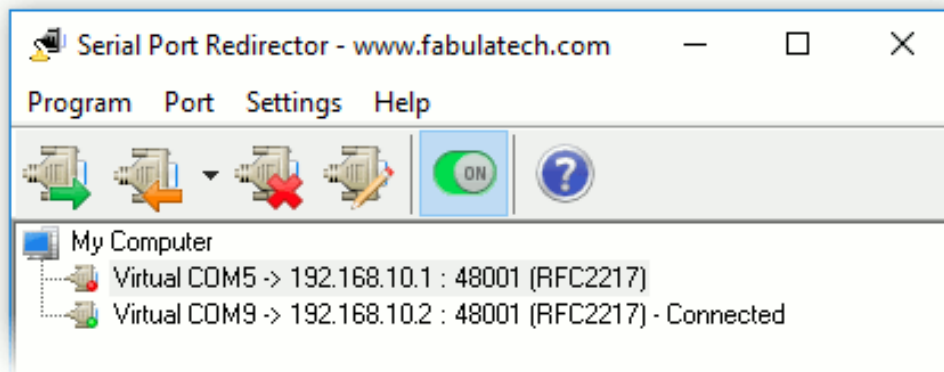 Serial Port Redirector - www.fabulatech.com
Program Port Settings Help
ON ?
My Computer
Virtual COM5 -> 192.168.10.1 : 48001 (RFC2217)
Virtual COM9 -> 192.168.10.2 : 48001 (RFC2217) - Connected